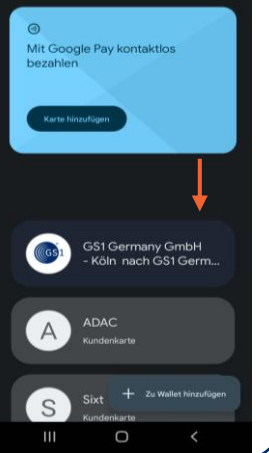 Mit Google Pay kontaktlos
bezahlen
Karte hinzufügen
GS1
GS1 Germany GmbH
- Köln nach GS1 Germ...
A
ADAC
Kundenkarte
S
Sixt
Kundenkarte
+ Zu Wallet hinzufügen